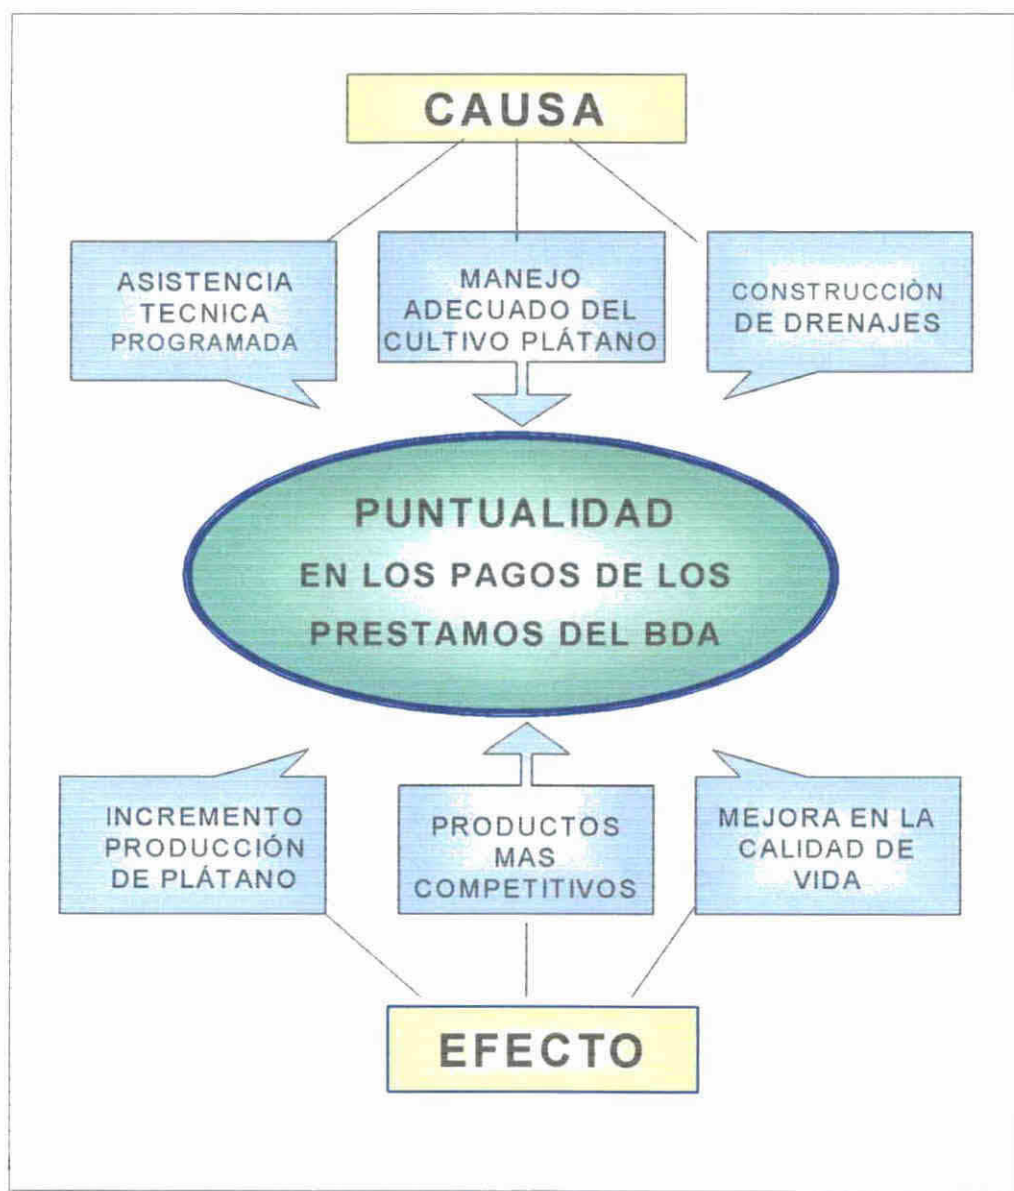 CAUSA
ASISTENCIA
TECNICA
PROGRAMADA
MANEJO
ADECUADO DEL
CULTIVO PLÁTANO
CONSTRUCCIÓN
DE DRENAJES
PUNTUALIDAD
EN LOS PAGOS DE LOS
PRESTAMOS DEL BDA
INCREMENTO
PRODUCCIÓN
DE PLÁTANO
PRODUCTOS
MAS
COMPETITIVOS
MEJORA EN LA
CALIDAD DE
VIDA
EFECTO